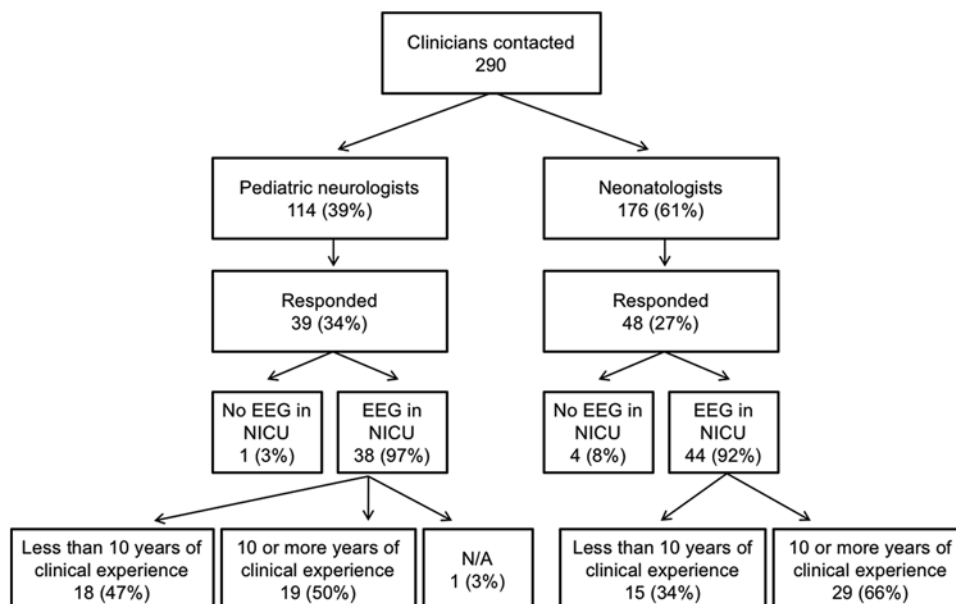 Clinicians contacted
290
Pediatric neurologists
114 (39%)
Neonatologists
176 (61%)
Responded
39 (34%)
Responded
48 (27%)
No EEG in
NICU
1 (3%)
EEG in
NICU
38 (97%)
No EEG in
NICU
4 (8%)
EEG in
NICU
44 (92%)
Less than 10 years of
clinical experience
18 (47%)
10 or more years of
clinical experience
19 (50%)
N/A
1 (3%)
Less than 10 years of
clinical experience
15 (34%)
10 or more years of
clinical experience
29 (66%)